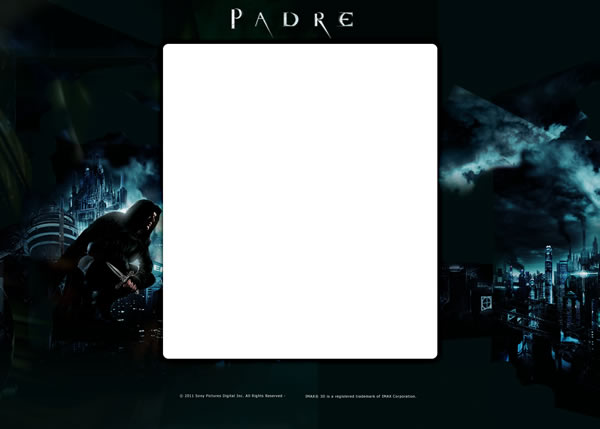 PADRE
© 2011 Sony Pictures Digital Inc. All Rights Reserved - IMAX® 3D is a registered trademark of IMAX Corporation.